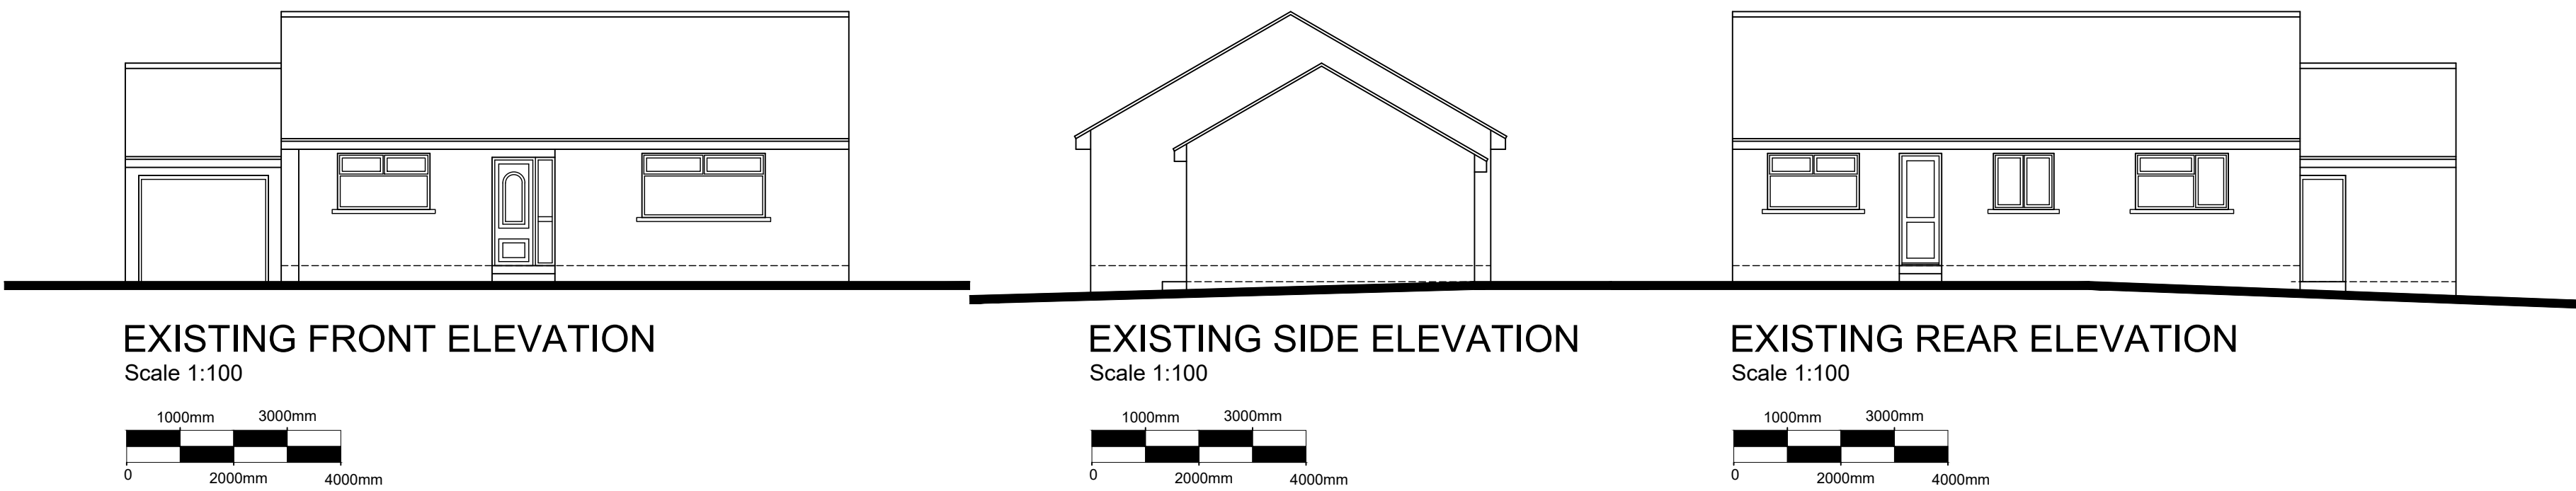 EXISTING FRONT ELEVATION
Scale 1:100
1000mm 3000mm
0 2000mm 4000mm
EXISTING SIDE ELEVATION
Scale 1:100
1000mm 3000mm
0 2000mm 4000mm
EXISTING REAR ELEVATION
Scale 1:100
1000mm 3000mm
0 2000mm 4000mm